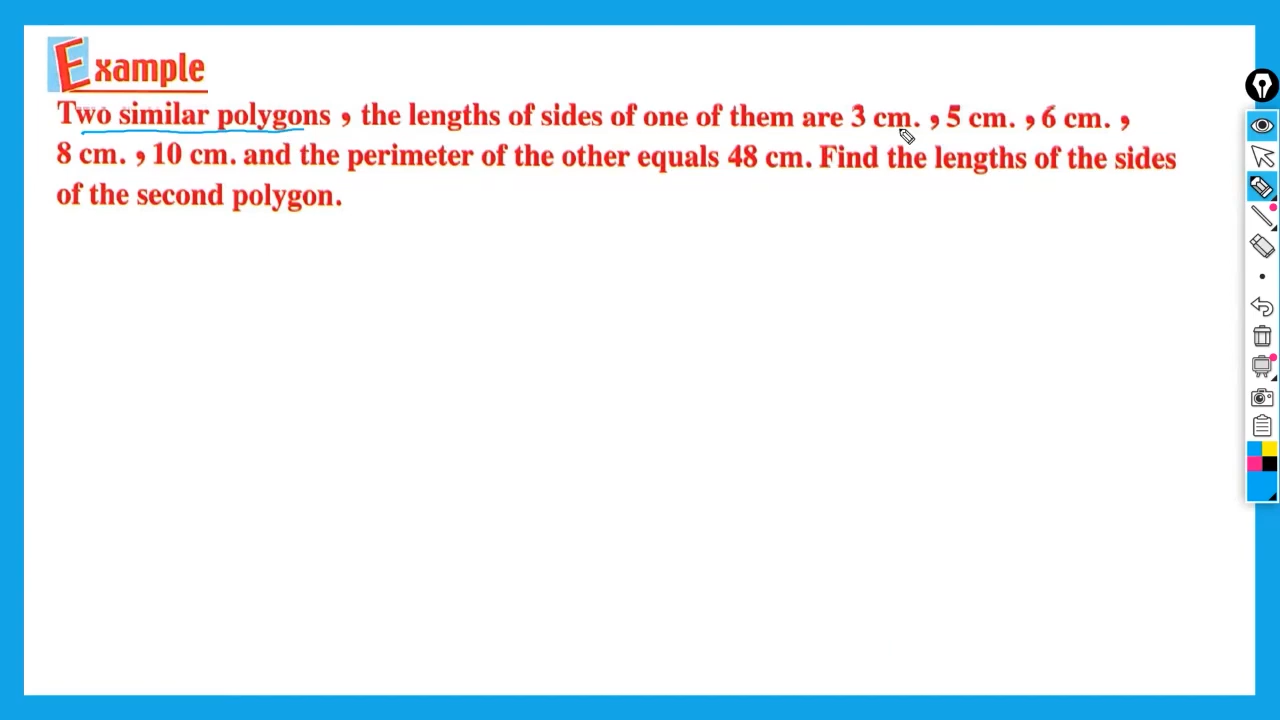 Example
Two similar polygons , the lengths of sides of one of them are 3 cm. , 5 cm. , 6 cm. ,
8 cm. , 10 cm. and the perimeter of the other equals 48 cm. Find the lengths of the sides
of the second polygon.